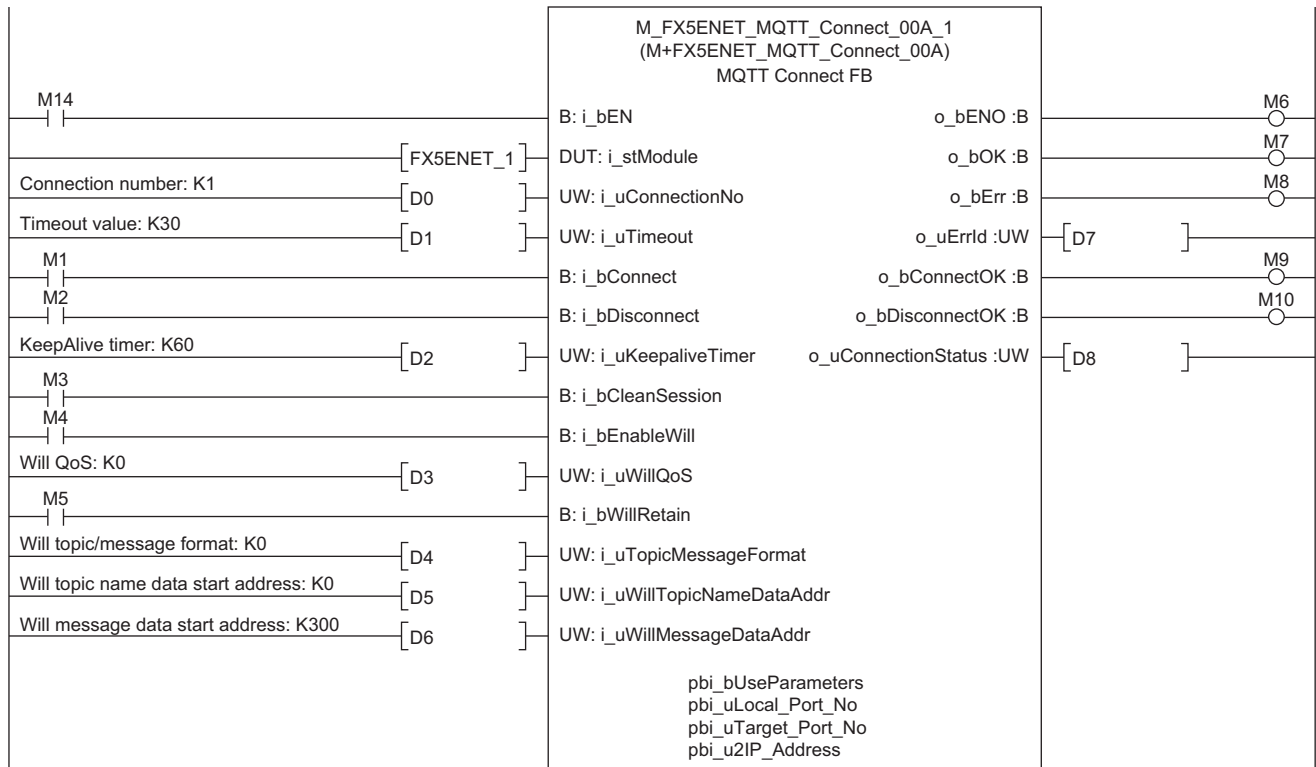 M_FX5ENET_MQTT_Connect_00A_1
(M+FX5ENET_MQTT_Connect_00A)
MQTT Connect FB
M14
B: i_bEN
o_bENO :B
M6
FX5ENET_1
DUT: i_stModule
o_bOK :B
M7
Connection number: K1
D0
UW: i_uConnectionNo
o_bErr :B
M8
Timeout value: K30
D1
UW: i_uTimeout
o_uErrId :UW
D7
M1
B: i_bConnect
o_bConnectOK :B
M9
M2
B: i_bDisconnect
o_bDisconnectOK :B
M10
KeepAlive timer: K60
D2
UW: i_uKeepaliveTimer
o_uConnectionStatus :UW
D8
M3
B: i_bCleanSession
M4
B: i_bEnableWill
Will QoS: K0
D3
UW: i_uWillQoS
M5
B: i_bWillRetain
Will topic/message format: K0
D4
UW: i_uTopicMessageFormat
Will topic name data start address: K0
D5
UW: i_uWillTopicNameDataAddr
Will message data start address: K300
D6
UW: i_uWillMessageDataAddr
pbi_bUseParameters
pbi_uLocal_Port_No
pbi_uTarget_Port_No
pbi_u2IP_Address